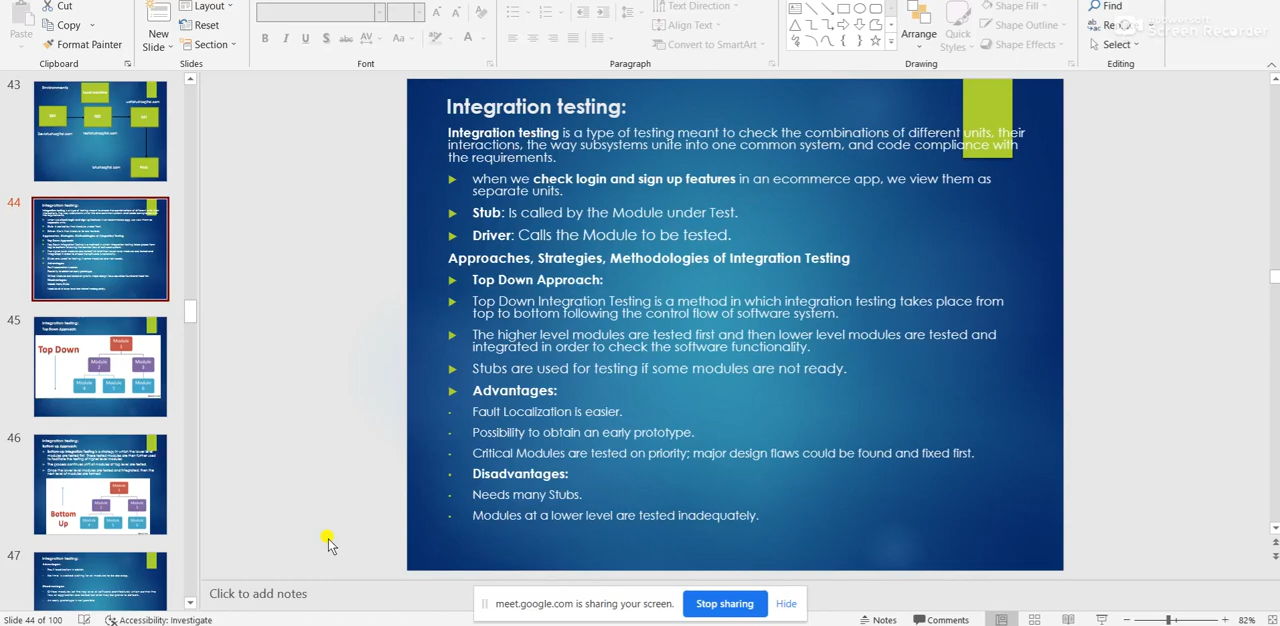 Cut
Layout
Copy
Reset
Paste
New
Slide
Format Painter
Section
Clipboard
Slides
Font
Text Direction
Align Text
Convert to SmartArt
Paragraph
Arrange
Quick
Styles
Shape Fill
Shape Outline
Shape Effects
Drawing
Find
Select
Editing
Screen Recorder
43
44
45
Top Down
46
Bottom
Up
47
Integration testing:
Integration testing is a type of testing meant to check the combinations of different units, their
interactions, the way subsystems unite into one common system, and code compliance with
the requirements.
when we check login and sign up features in an ecommerce app, we view them as
separate units.
Stub: Is called by the Module under Test.
Driver: Calls the Module to be tested.
Approaches, Strategies, Methodologies of Integration Testing
Top Down Approach:
Top Down Integration Testing is a method in which integration testing takes place from
top to bottom following the control flow of software system.
The higher level modules are tested first and then lower level modules are tested and
integrated in order to check the software functionality.
Stubs are used for testing if some modules are not ready.
Advantages:
Fault Localization is easier.
Possibility to obtain an early prototype.
Critical Modules are tested on priority; major design flaws could be found and fixed first.
Disadvantages:
Needs many Stubs.
Modules at a lower level are tested inadequately.
Click to add notes
meet.google.com is sharing your screen.
Stop sharing
Hide
Slide 44 of 100
Accessibility: Investigate
Notes
Comments
82%